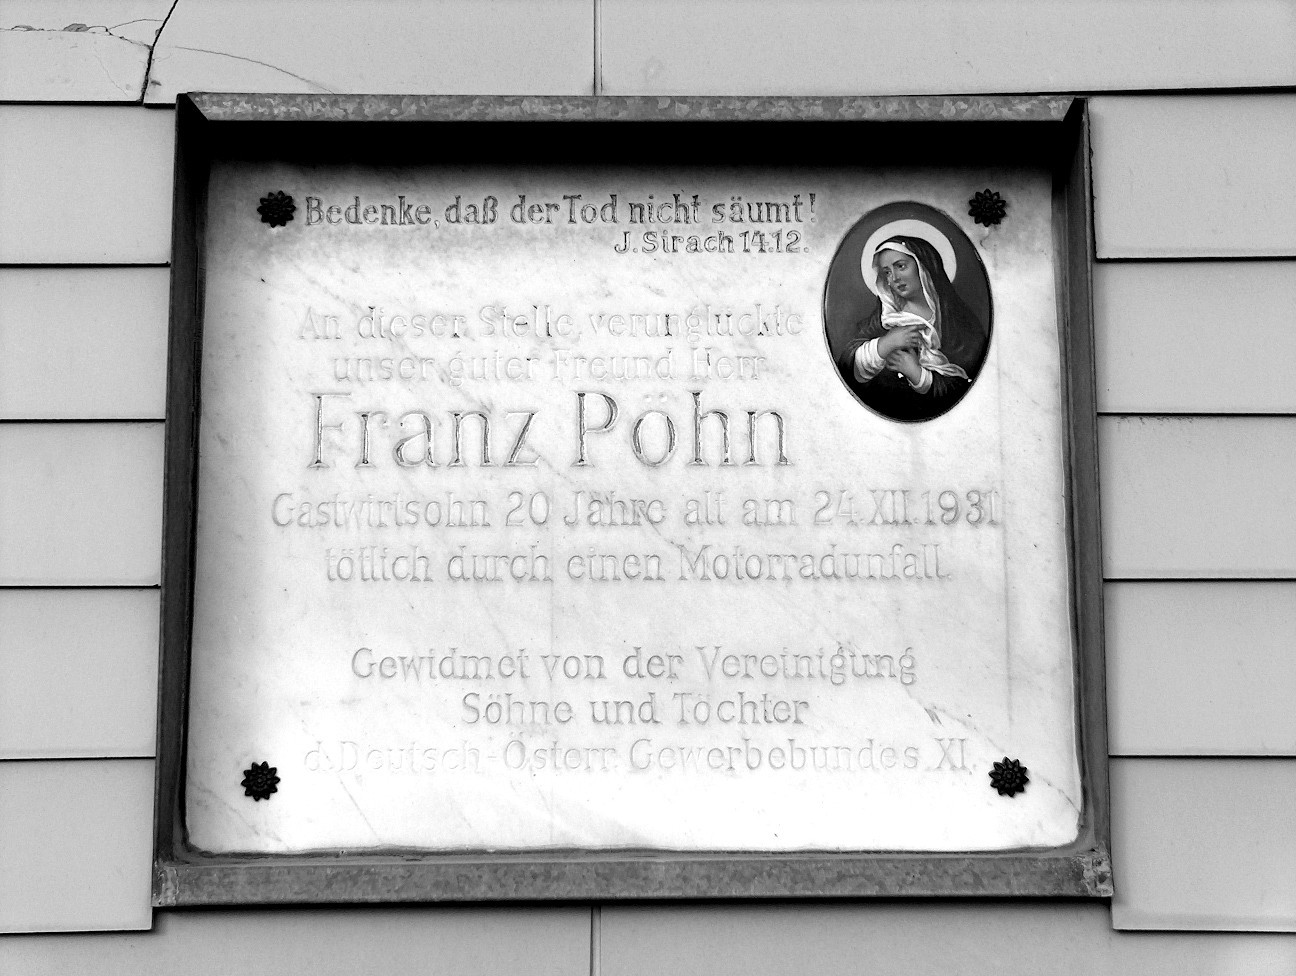 Bedenke, daß der Tod nicht säumt!
J. Sirach 14.12.
An dieser Stelle verunglückte
unser guter Freund Herr
Franz Pöhn
Gastwirtsohn 20 Jahre alt am 24.XII.1931
tötlich durch einen Motorradunfall.
Gewidmet von der Vereinigung
Söhne und Töchter
d. Deutsch-Österr. Gewerbebundes XI.